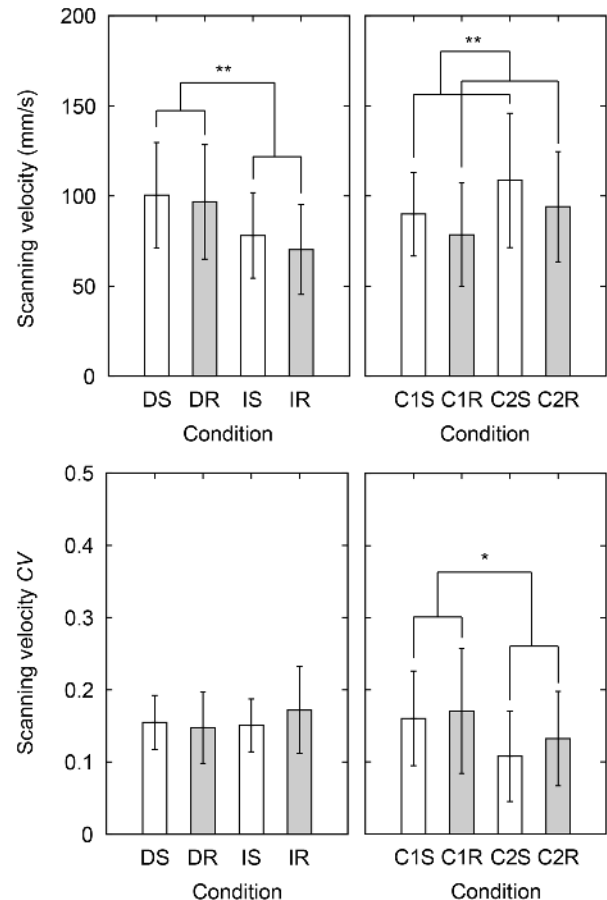 200
150
100
50
0
Scanning velocity (mm/s)
**
DS DR IS IR
Condition
**
C1S C1R C2S C2R
Condition
0.5
0.4
0.3
0.2
0.1
0
Scanning velocity CV
DS DR IS IR
Condition
*
C1S C1R C2S C2R
Condition